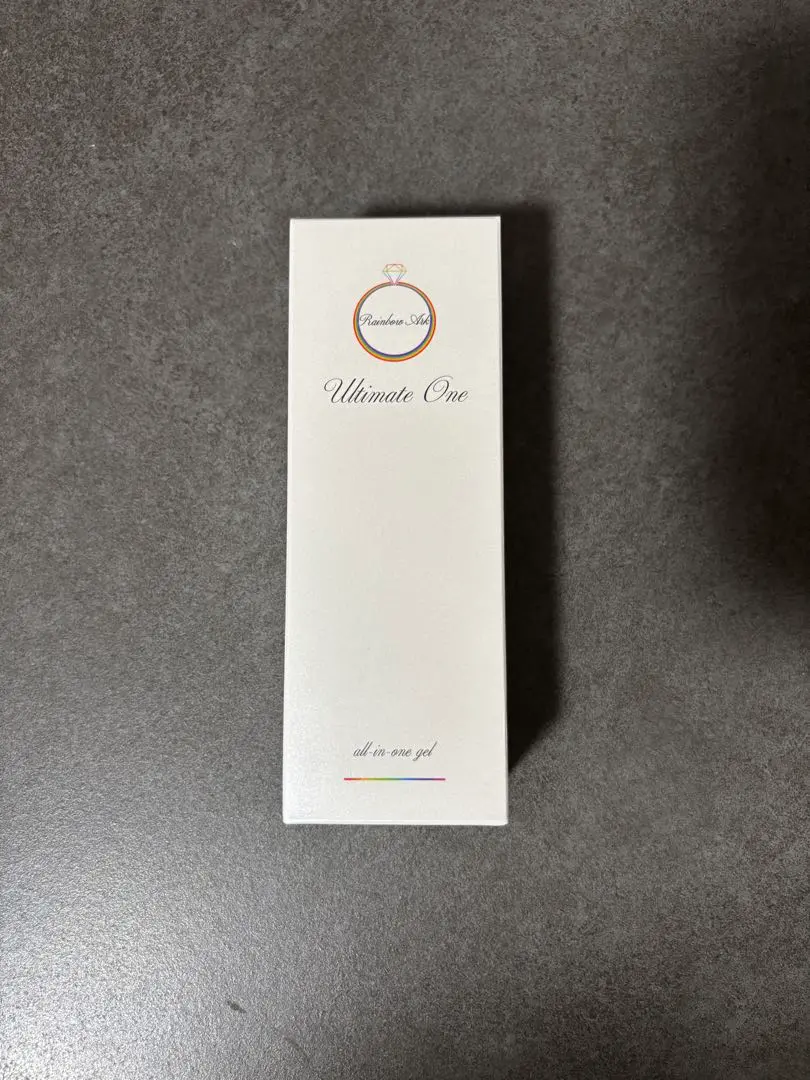 Rainbow Ark
Ultimate One
all-in-one gel